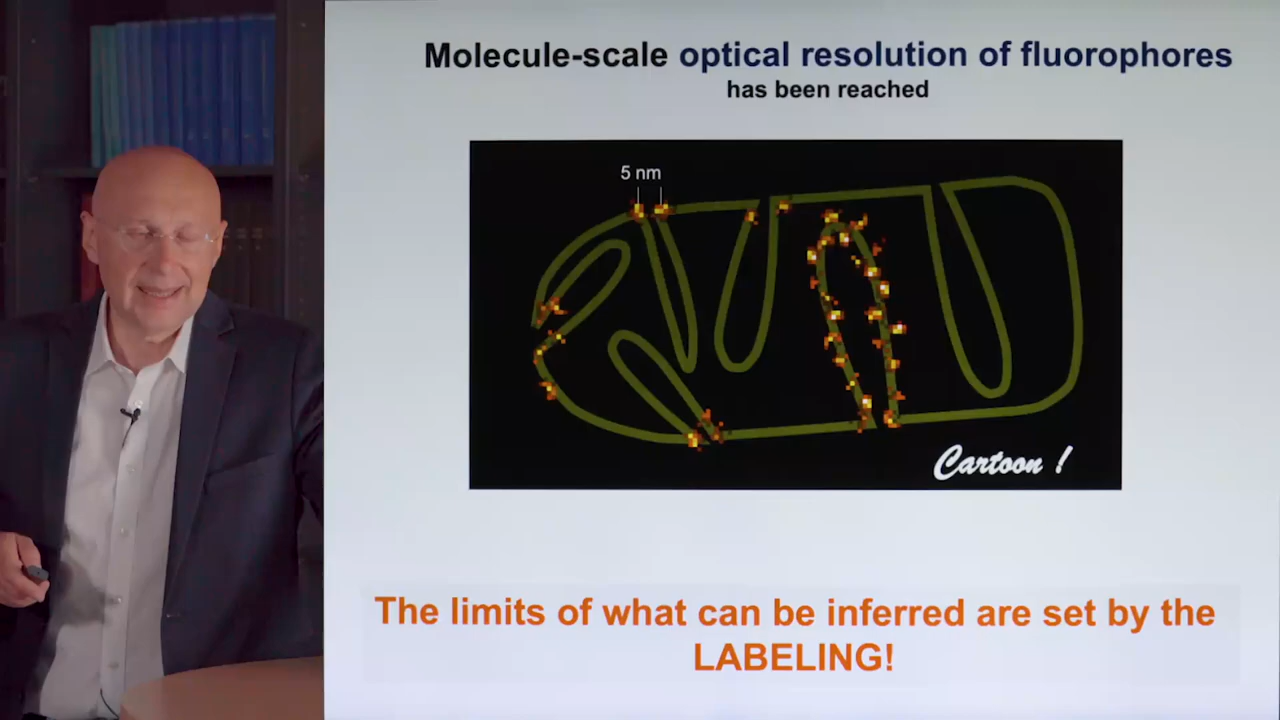 Molecule-scale optical resolution of fluorophores
has been reached
5 nm
Cartoon !
The limits of what can be inferred are set by the
LABELING!